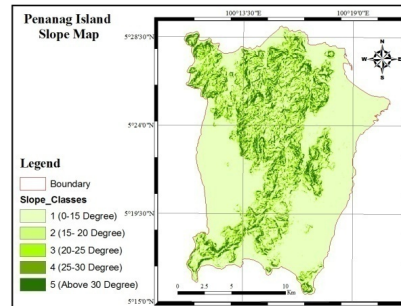 Penanag Island
Slope Map
100°13'30"E 100°19'0"E
5°28'30"N
5°24'0"N
5°19'30"N
5°15'0"N
N
W E
S
Legend
Boundary
Slope_Classes
1 (0-15 Degree)
2 (15- 20 Degree)
3 (20-25 Degree)
4 (25-30 Degree)
5 (Above 30 Degree)
0 2.5 5 10
Km